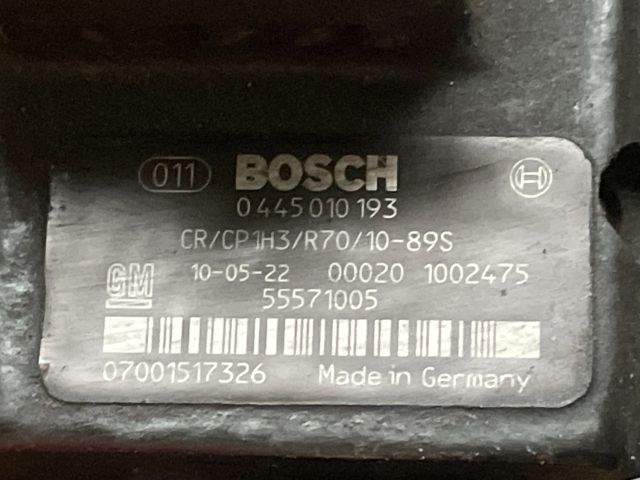 011 BOSCH
0 445 010 193
CR/CP1H3/R70/10-89S
GM 10-05-22 00020 1002475
55571005
07001517326 Made in Germany